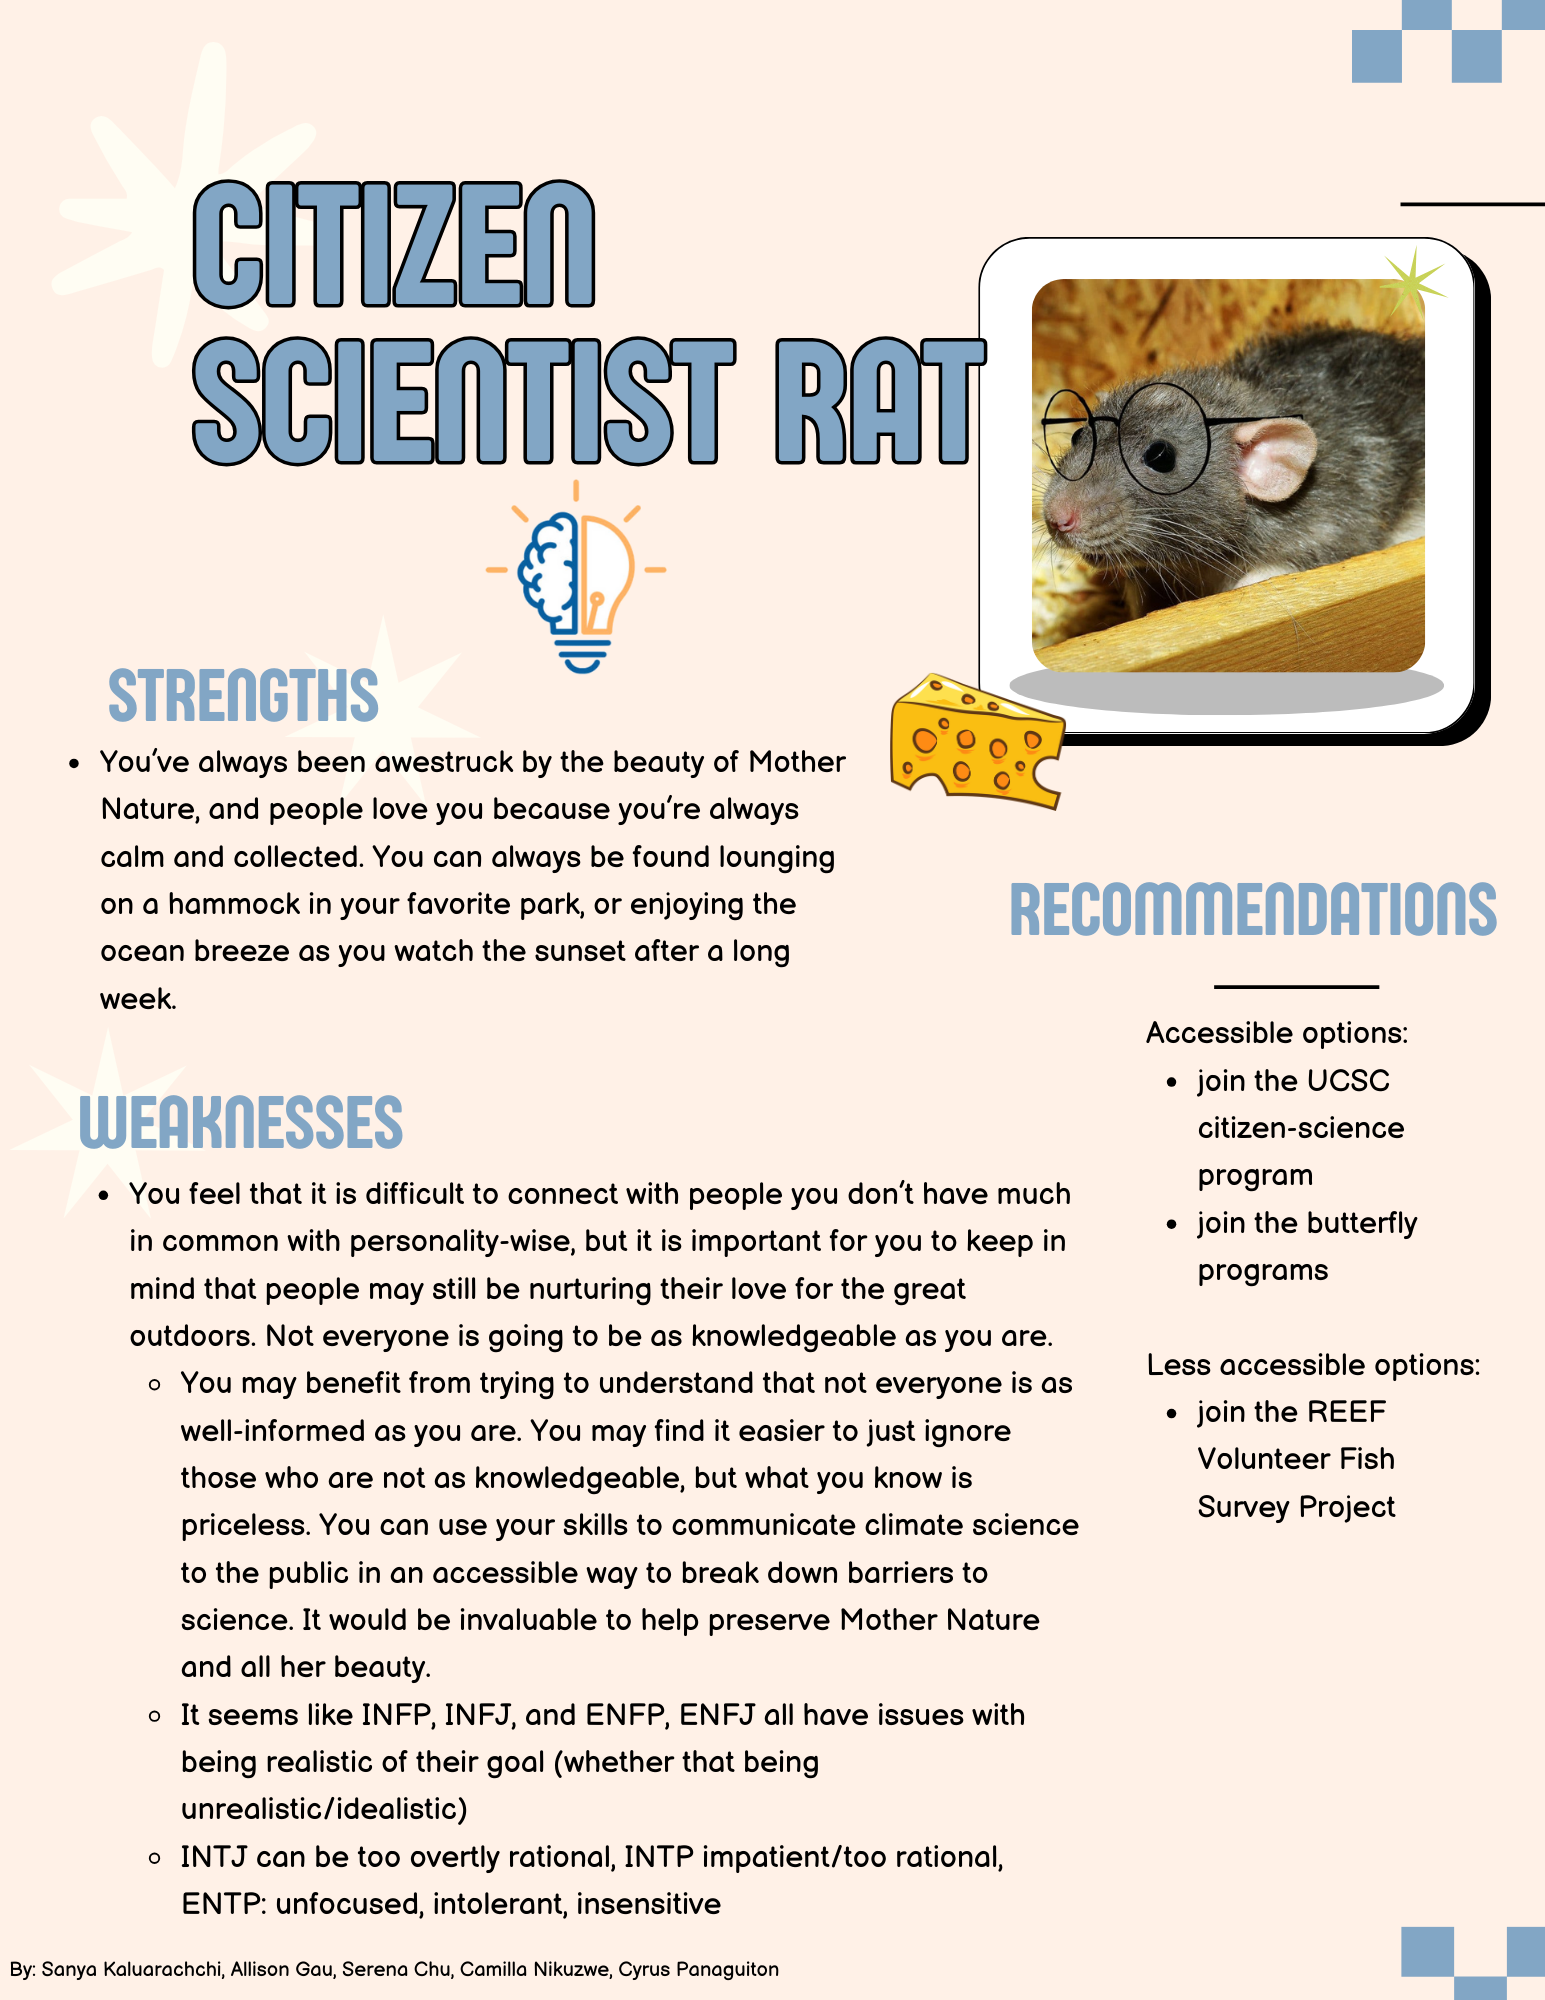 CITIZEN
SCIENTIST RAT
STRENGTHS
• You've always been awestruck by the beauty of Mother
Nature, and people love you because you're always
calm and collected. You can always be found lounging
on a hammock in your favorite park, or enjoying the
ocean breeze as you watch the sunset after a long
week.
WEAKNESSES
• You feel that it is difficult to connect with people you don't have much
in common with personality-wise, but it is important for you to keep in
mind that people may still be nurturing their love for the great
outdoors. Not everyone is going to be as knowledgeable as you are.
◦ You may benefit from trying to understand that not everyone is as
well-informed as you are. You may find it easier to just ignore
those who are not as knowledgeable, but what you know is
priceless. You can use your skills to communicate climate science
to the public in an accessible way to break down barriers to
science. It would be invaluable to help preserve Mother Nature
and all her beauty.
◦ It seems like INFP, INFJ, and ENFP, ENFJ all have issues with
being realistic of their goal (whether that being
unrealistic/idealistic)
◦ INTJ can be too overtly rational, INTP impatient/too rational,
ENTP: unfocused, intolerant, insensitive
RECOMMENDATIONS
Accessible options:
• join the UCSC
citizen-science
program
• join the butterfly
programs
Less accessible options:
• join the REEF
Volunteer Fish
Survey Project
By: Sanya Kaluarachchi, Allison Gau, Serena Chu, Camilla Nikuzwe, Cyrus Panaguiton